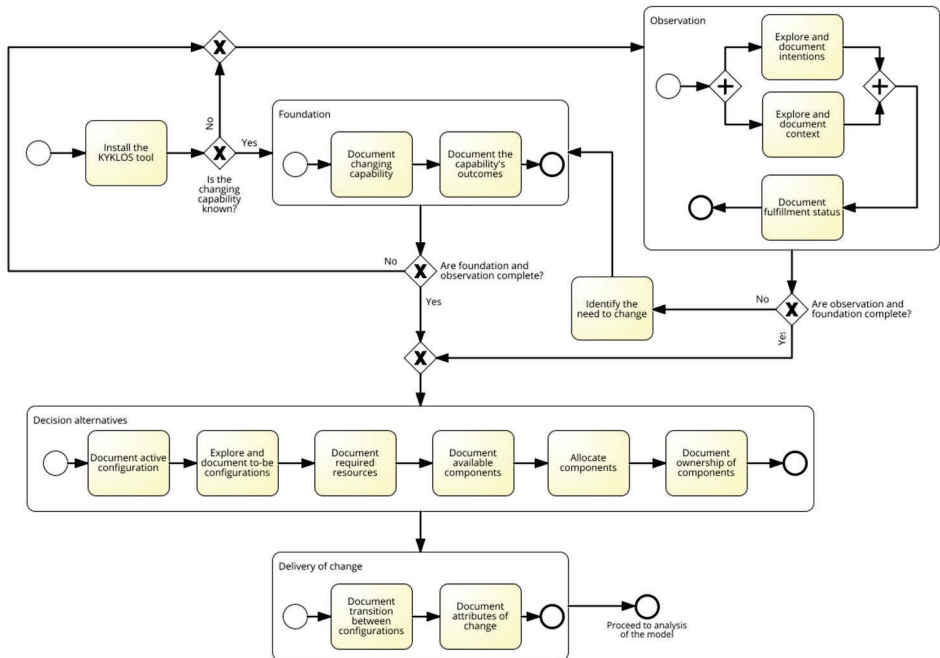 Observation
Explore and
document
intentions
Explore and
document
context
Document
fulfillment status
Install the
KYKLOS tool
No
Yes
Is the
changing
capability
known?
Foundation
Document
changing
capability
Document the
capability's
outcomes
No
Are foundation and
observation complete?
Yes
Identify the
need to change
No
Are observation and
foundation complete?
Yes
Decision alternatives
Document active
configuration
Explore and
document to-be
configurations
Document
required
resources
Document
available
components
Allocate
components
Document
ownership of
components
Delivery of change
Document
transition
between
configurations
Document
attributes of
change
Proceed to analysis
of the model